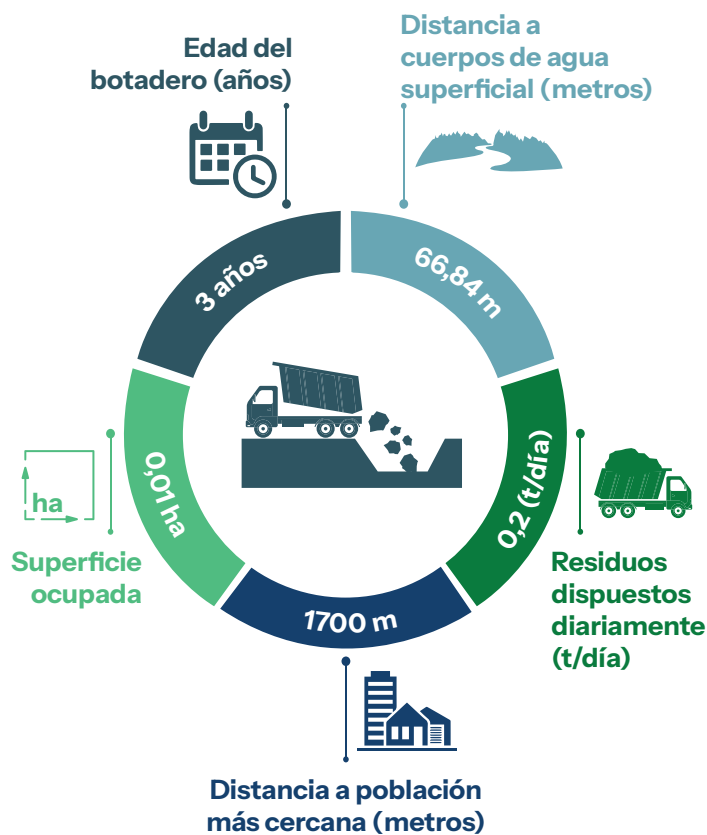 Edad del
botadero (años)
Distancia a
cuerpos de agua
superficial (metros)
3 años
66,84 m
0,01 ha
0,2 (t/día)
1700 m
ha
Superficie
ocupada
Residuos
dispuestos
diariamente
(t/día)
Distancia a población
más cercana (metros)